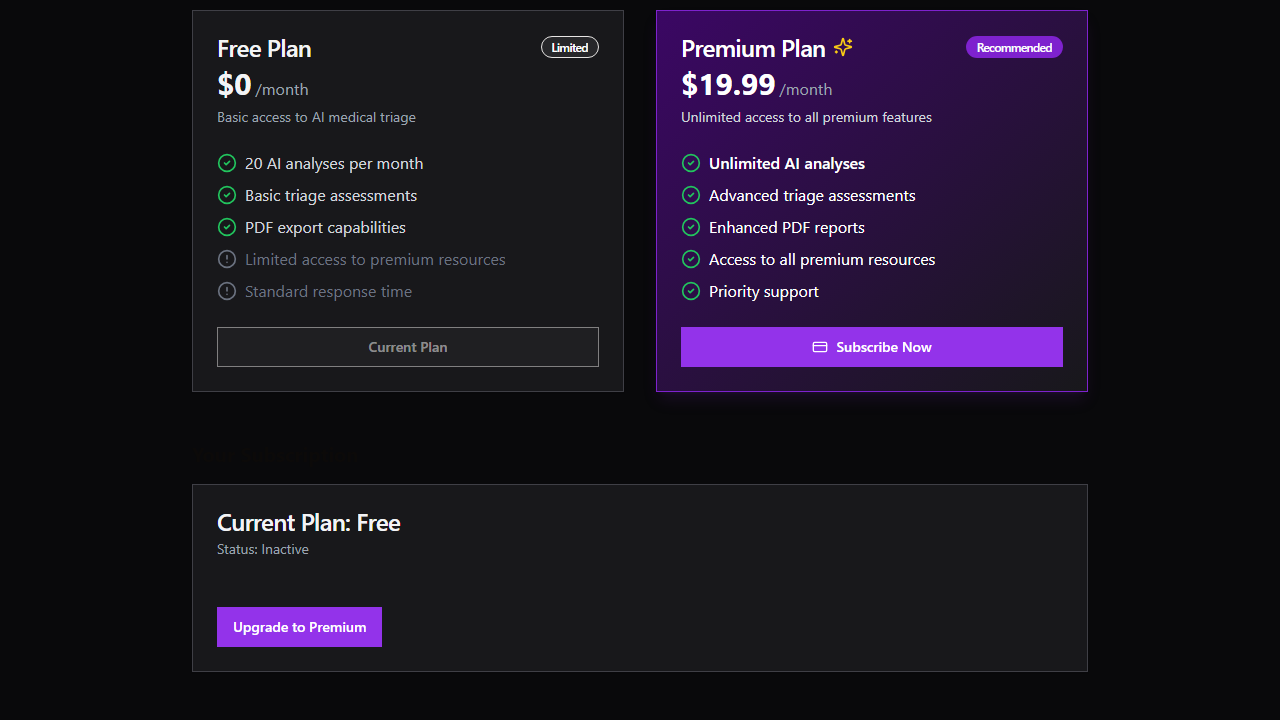 Free Plan
Limited
$0 /month
Basic access to AI medical triage
20 AI analyses per month
Basic triage assessments
PDF export capabilities
Limited access to premium resources
Standard response time
Current Plan
Premium Plan
Recommended
$19.99 /month
Unlimited access to all premium features
Unlimited AI analyses
Advanced triage assessments
Enhanced PDF reports
Access to all premium resources
Priority support
Subscribe Now
Current Plan: Free
Status: Inactive
Upgrade to Premium